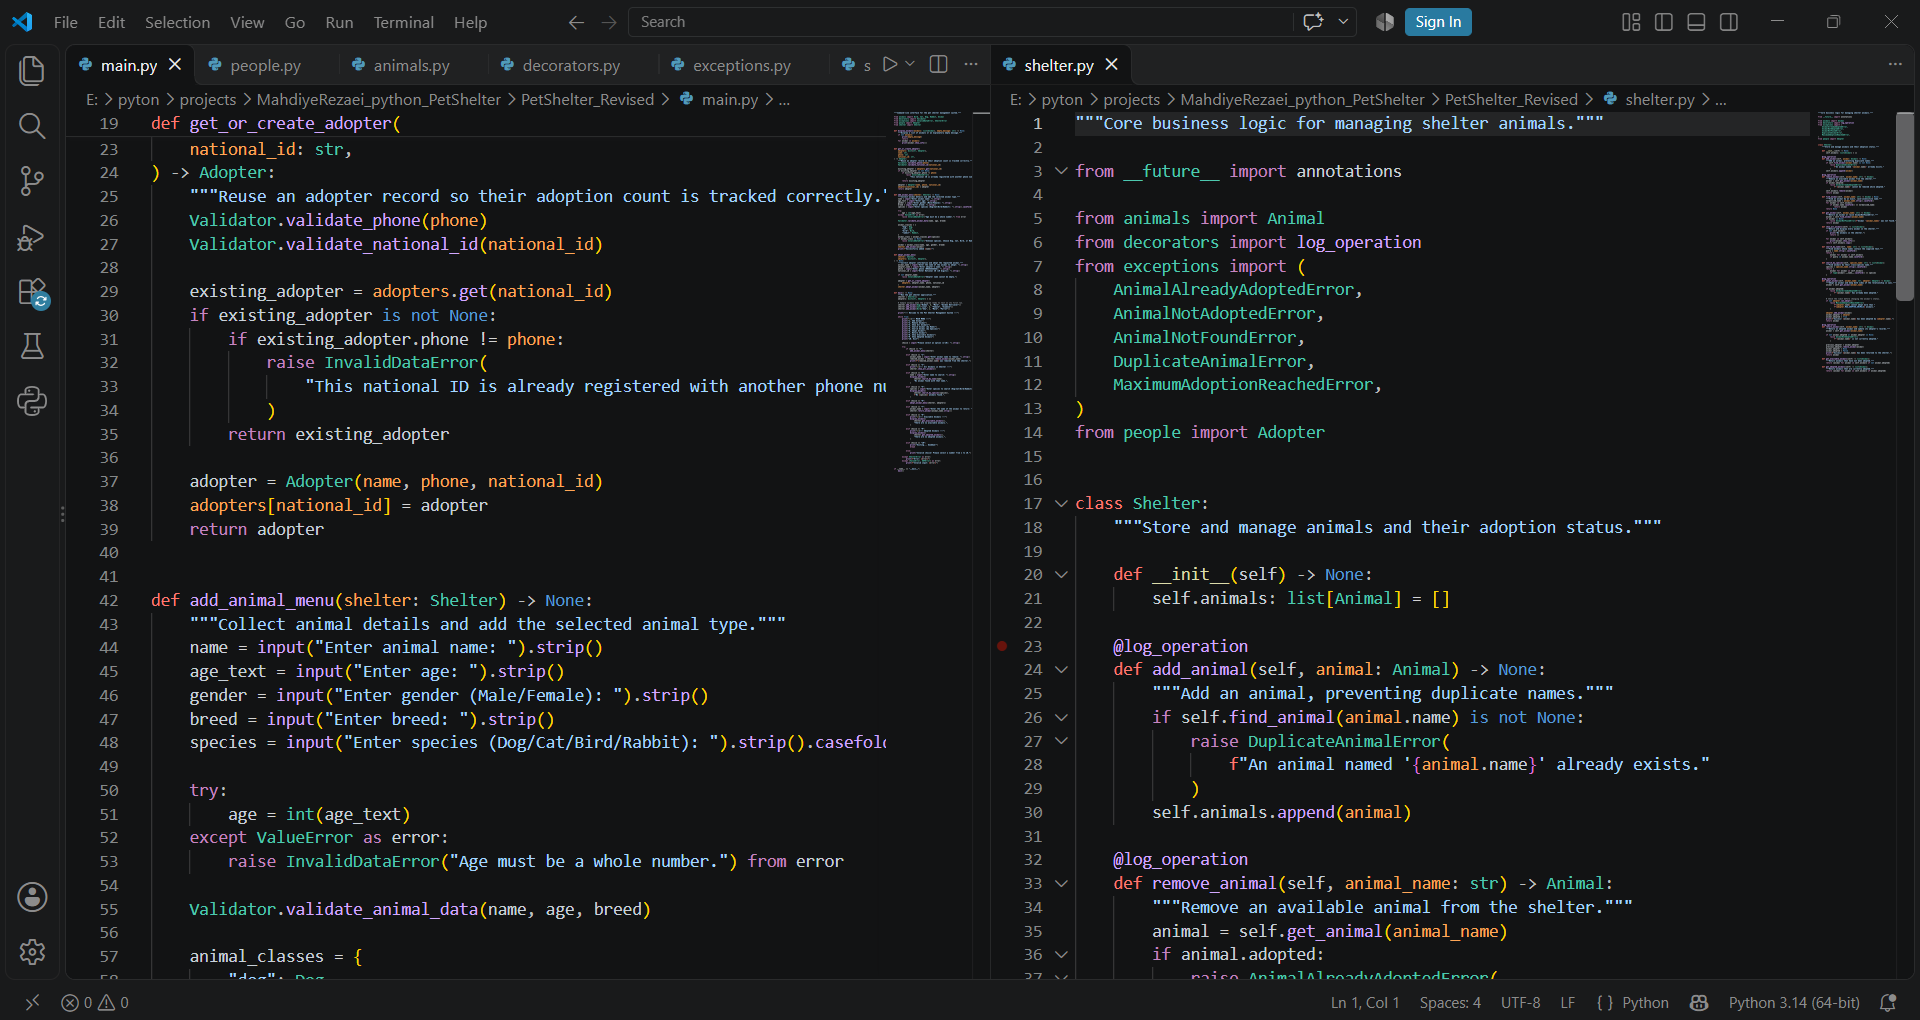 File Edit Selection View Go Run Terminal Help
Search
Sign In
main.py people.py animals.py decorators.py exceptions.py s
E: > pyton > projects > MahdiyeRezaei_python_PetShelter > PetShelter_Revised > main.py > ...
19 def get_or_create_adopter(
23 national_id: str,
24 ) -> Adopter:
25 """Reuse an adopter record so their adoption count is tracked correctly."
26 Validator.validate_phone(phone)
27 Validator.validate_national_id(national_id)
28
29 existing_adopter = adopters.get(national_id)
30 if existing_adopter is not None:
31 if existing_adopter.phone != phone:
32 raise InvalidDataError(
33 "This national ID is already registered with another phone nu
34 )
35 return existing_adopter
36
37 adopter = Adopter(name, phone, national_id)
38 adopters[national_id] = adopter
39 return adopter
40
41
42 def add_animal_menu(shelter: Shelter) -> None:
43 """Collect animal details and add the selected animal type."""
44 name = input("Enter animal name: ").strip()
45 age_text = input("Enter age: ").strip()
46 gender = input("Enter gender (Male/Female): ").strip()
47 breed = input("Enter breed: ").strip()
48 species = input("Enter species (Dog/Cat/Bird/Rabbit): ").strip().casefold
49
50 try:
51 age = int(age_text)
52 except ValueError as error:
53 raise InvalidDataError("Age must be a whole number.") from error
54
55 Validator.validate_animal_data(name, age, breed)
56
57 animal_classes = {
58 "dog": Dog
shelter.py
E: > pyton > projects > MahdiyeRezaei_python_PetShelter > PetShelter_Revised > shelter.py > ...
1 """Core business logic for managing shelter animals."""
2
3 from __future__ import annotations
4
5 from animals import Animal
6 from decorators import log_operation
7 from exceptions import (
8 AnimalAlreadyAdoptedError,
9 AnimalNotAdoptedError,
10 AnimalNotFoundError,
11 DuplicateAnimalError,
12 MaximumAdoptionReachedError,
13 )
14 from people import Adopter
15
16
17 class Shelter:
18 """Store and manage animals and their adoption status."""
19
20 def __init__(self) -> None:
21 self.animals: list[Animal] = []
22
23 @log_operation
24 def add_animal(self, animal: Animal) -> None:
25 """Add an animal, preventing duplicate names."""
26 if self.find_animal(animal.name) is not None:
27 raise DuplicateAnimalError(
28 f"An animal named '{animal.name}' already exists."
29 )
30 self.animals.append(animal)
31
32 @log_operation
33 def remove_animal(self, animal_name: str) -> Animal:
34 """Remove an available animal from the shelter."""
35 animal = self.get_animal(animal_name)
36 if animal.adopted:
37 raise AnimalAlreadyAdoptedError(
0 0
Ln 1, Col 1 Spaces: 4 UTF-8 LF { } Python Python 3.14 (64-bit)